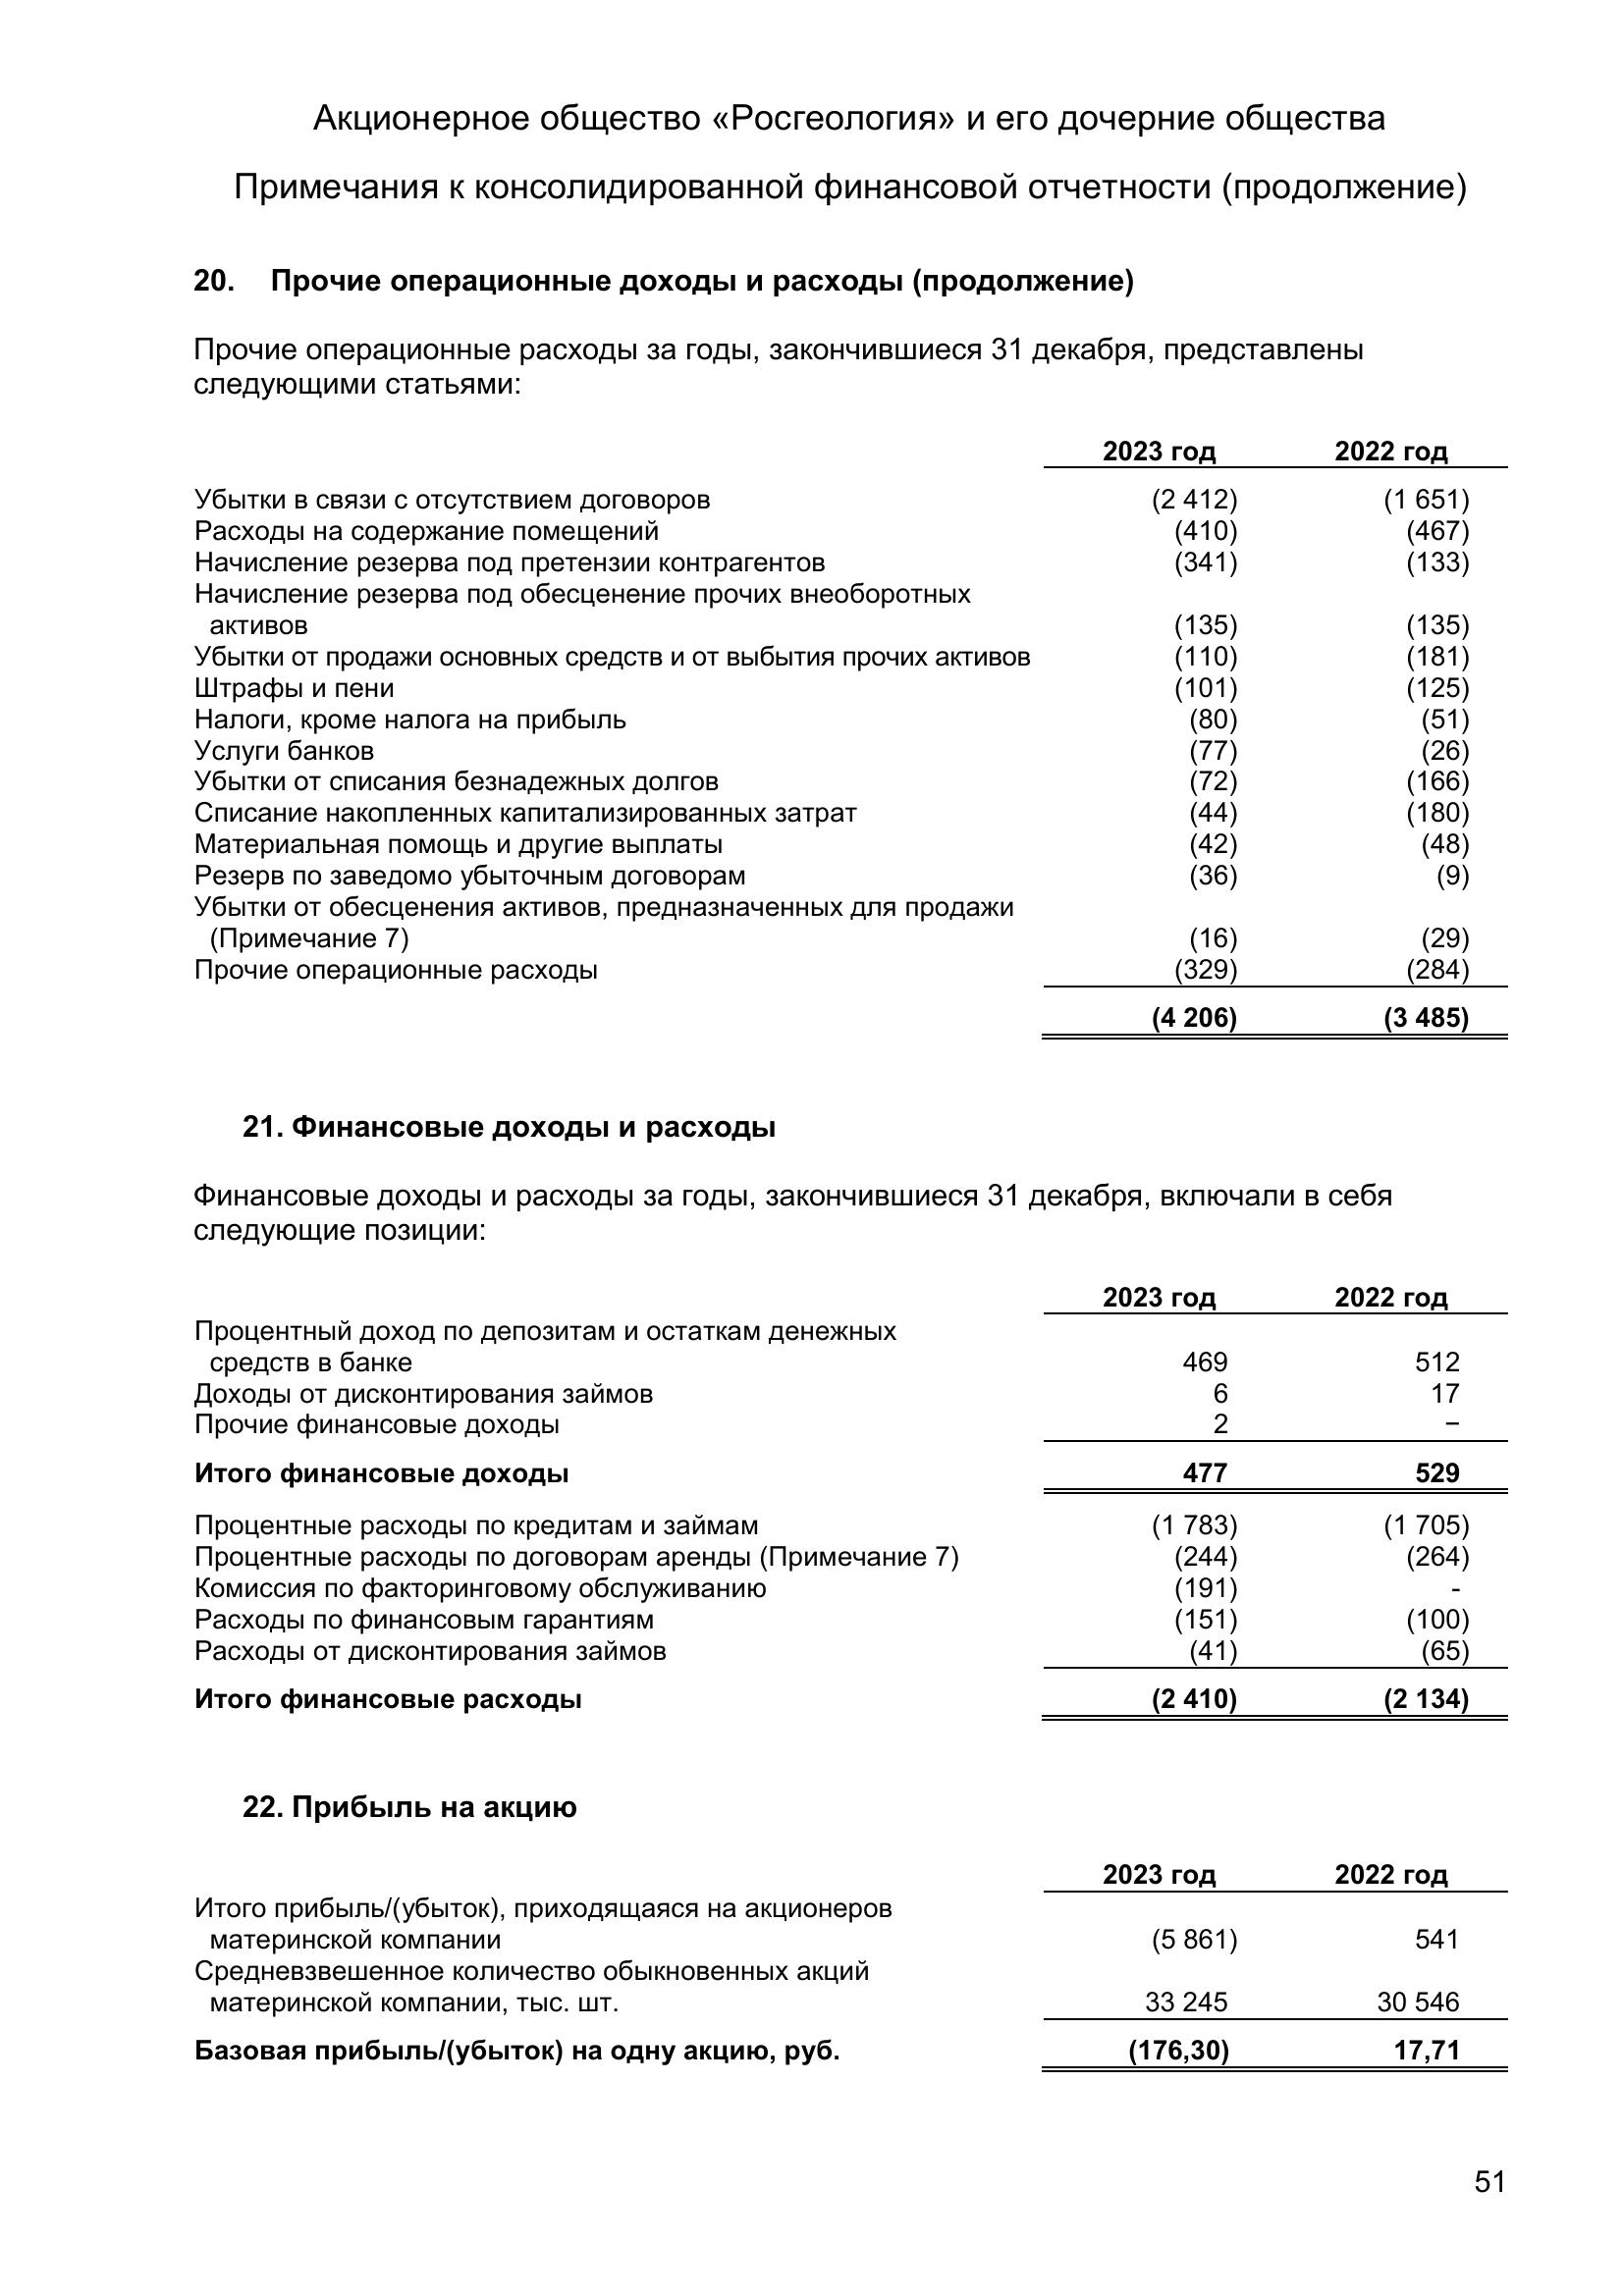 Акционерное общество «Росгеология» и его дочерние общества
Примечания к консолидированной финансовой отчетности (продолжение)
20. Прочие операционные доходы и расходы (продолжение)
Прочие операционные расходы за годы, закончившиеся 31 декабря, представлены
следующими статьями:
2023 год 2022 год
Убытки в связи с отсутствием договоров (2 412) (1 651)
Расходы на содержание помещений (410) (467)
Начисление резерва под претензии контрагентов (341) (133)
Начисление резерва под обесценение прочих внеоборотных
активов (135) (135)
Убытки от продажи основных средств и от выбытия прочих активов (110) (181)
Штрафы и пени (101) (125)
Налоги, кроме налога на прибыль (80) (51)
Услуги банков (77) (26)
Убытки от списания безнадежных долгов (72) (166)
Списание накопленных капитализированных затрат (44) (180)
Материальная помощь и другие выплаты (42) (48)
Резерв по заведомо убыточным договорам (36) (9)
Убытки от обесценения активов, предназначенных для продажи
(Примечание 7) (16) (29)
Прочие операционные расходы (329) (284)
(4 206) (3 485)
21. Финансовые доходы и расходы
Финансовые доходы и расходы за годы, закончившиеся 31 декабря, включали в себя
следующие позиции:
2023 год 2022 год
Процентный доход по депозитам и остаткам денежных
средств в банке 469 512
Доходы от дисконтирования займов 6 17
Прочие финансовые доходы 2 –
Итого финансовые доходы 477 529
Процентные расходы по кредитам и займам (1 783) (1 705)
Процентные расходы по договорам аренды (Примечание 7) (244) (264)
Комиссия по факторинговому обслуживанию (191) -
Расходы по финансовым гарантиям (151) (100)
Расходы от дисконтирования займов (41) (65)
Итого финансовые расходы (2 410) (2 134)
22. Прибыль на акцию
2023 год 2022 год
Итого прибыль/(убыток), приходящаяся на акционеров
материнской компании (5 861) 541
Средневзвешенное количество обыкновенных акций
материнской компании, тыс. шт. 33 245 30 546
Базовая прибыль/(убыток) на одну акцию, руб. (176,30) 17,71
51